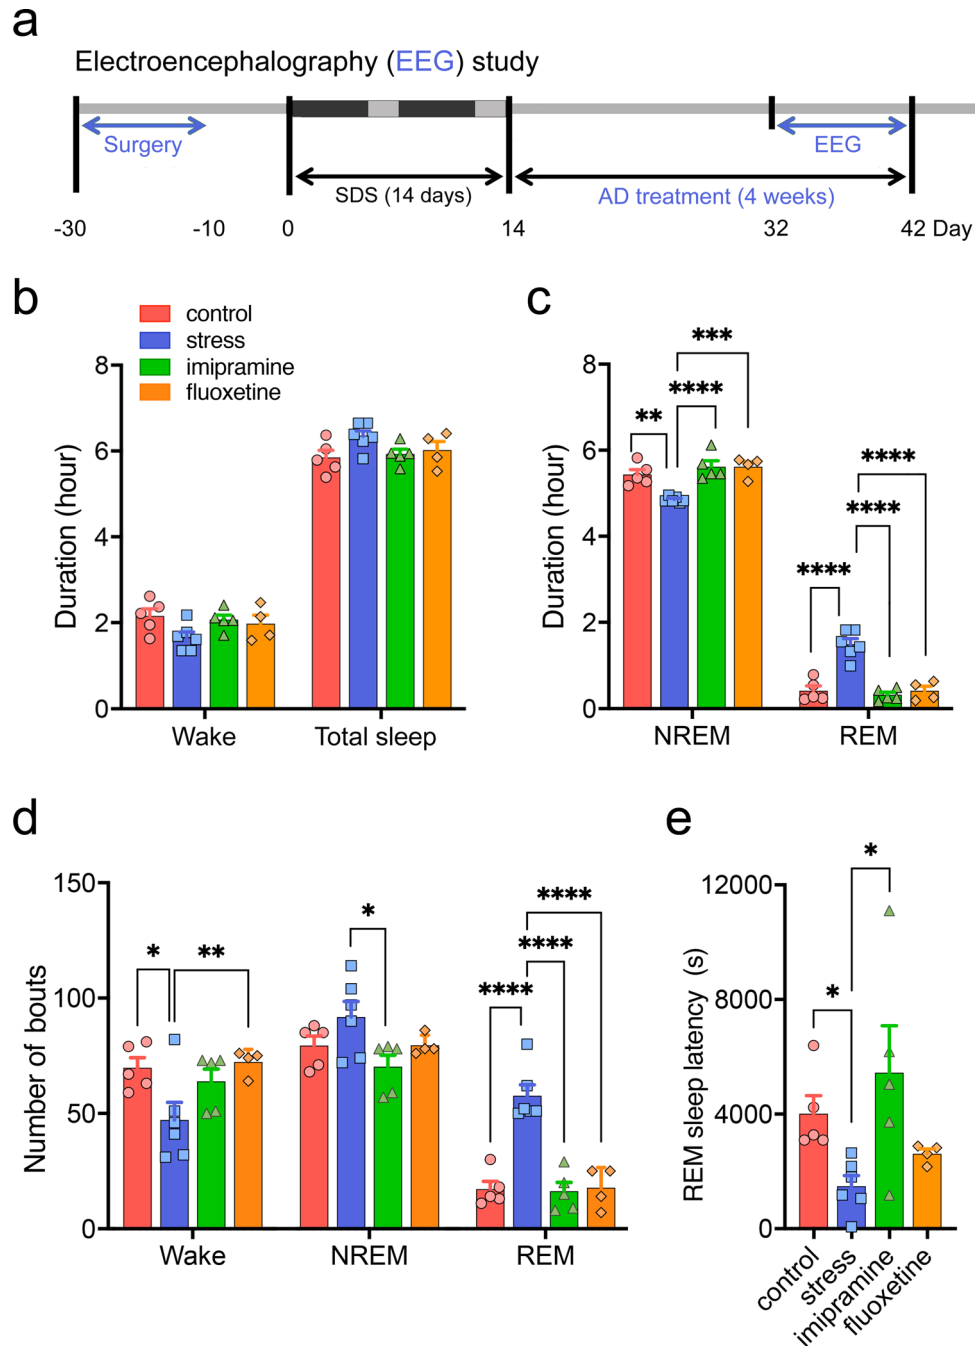 a
Electroencephalography (EEG) study
Surgery
EEG
SDS (14 days)
AD treatment (4 weeks)
-30 -10 0 14 32 42 Day
b
control
stress
imipramine
fluoxetine
8
6
4
2
0
Duration (hour)
Wake Total sleep
c
***
****
**
****
****
****
8
6
4
2
0
Duration (hour)
NREM REM
d
150
100
50
0
Number of bouts
* **
*
****
****
****
Wake NREM REM
e
*
*
12000
8000
4000
0
REM sleep latency (s)
control
stress
imipramine
fluoxetine